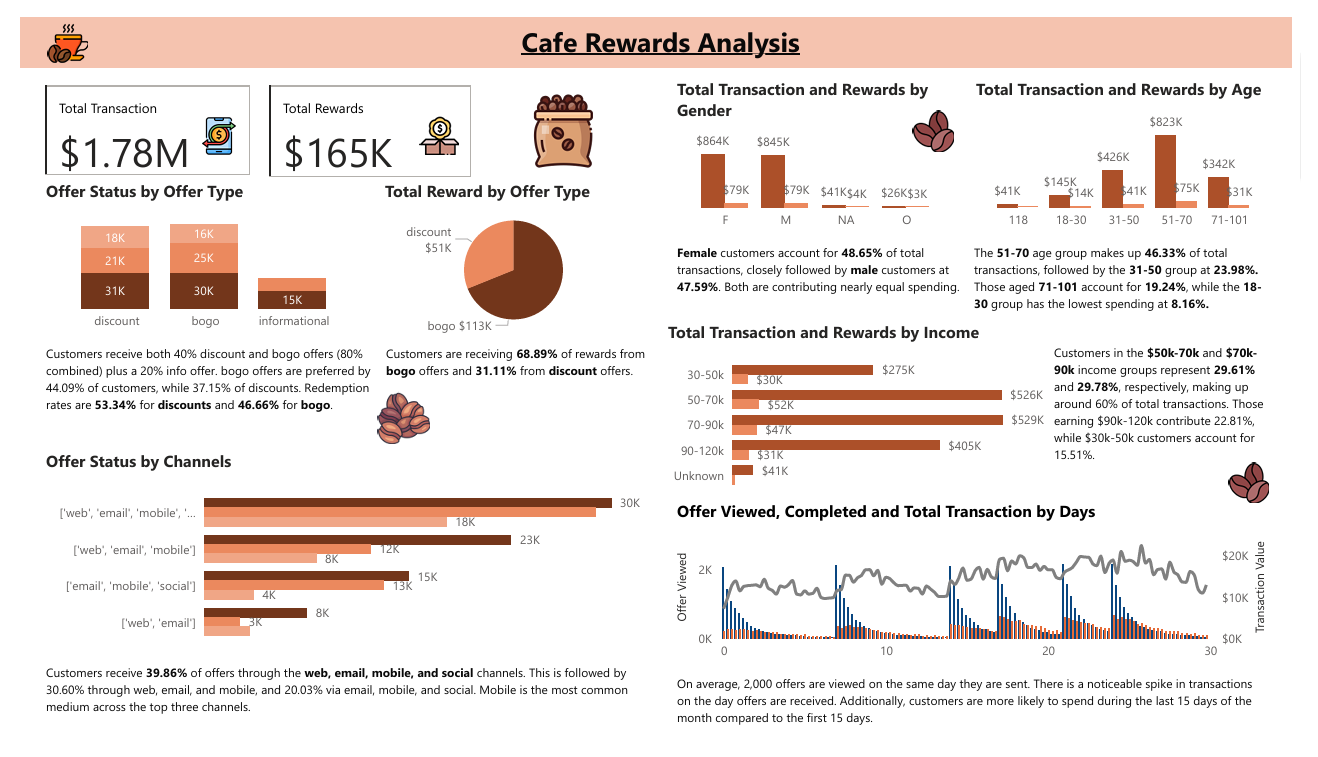 Cafe Rewards Analysis
Total Transaction
$1.78M
Total Rewards
$165K
Offer Status by Offer Type
18K
21K
31K
16K
25K
30K
15K
discount
bogo
informational
Customers receive both 40% discount and bogo offers (80%
combined) plus a 20% info offer. bogo offers are preferred by
44.09% of customers, while 37.15% of discounts. Redemption
rates are 53.34% for discounts and 46.66% for bogo.
Total Reward by Offer Type
discount
$51K
bogo $113K
Customers are receiving 68.89% of rewards from
bogo offers and 31.11% from discount offers.
Offer Status by Channels
['web', 'email', 'mobile', '...
30K
18K
['web', 'email', 'mobile']
23K
12K
8K
['email', 'mobile', 'social']
15K
13K
4K
['web', 'email']
8K
3K
Customers receive 39.86% of offers through the web, email, mobile, and social channels. This is followed by
30.60% through web, email, and mobile, and 20.03% via email, mobile, and social. Mobile is the most common
medium across the top three channels.
Total Transaction and Rewards by
Gender
$864K
$79K
$845K
$79K
$41K
$4K
$26K
$3K
F
M
NA
O
Female customers account for 48.65% of total
transactions, closely followed by male customers at
47.59%. Both are contributing nearly equal spending.
Total Transaction and Rewards by Age
$41K
$145K
$14K
$426K
$41K
$823K
$75K
$342K
$31K
118
18-30
31-50
51-70
71-101
The 51-70 age group makes up 46.33% of total
transactions, followed by the 31-50 group at 23.98%.
Those aged 71-101 account for 19.24%, while the 18-
30 group has the lowest spending at 8.16%.
Total Transaction and Rewards by Income
30-50k
$275K
$30K
50-70k
$526K
$52K
70-90k
$529K
$47K
90-120k
$405K
$31K
Unknown
$41K
Customers in the $50k-70k and $70k-
90k income groups represent 29.61%
and 29.78%, respectively, making up
around 60% of total transactions. Those
earning $90k-120k contribute 22.81%,
while $30k-50k customers account for
15.51%.
Offer Viewed, Completed and Total Transaction by Days
Offer Viewed
2K
0K
0
10
20
30
$20K
$10K
$0K
Transaction Value
On average, 2,000 offers are viewed on the same day they are sent. There is a noticeable spike in transactions
on the day offers are received. Additionally, customers are more likely to spend during the last 15 days of the
month compared to the first 15 days.